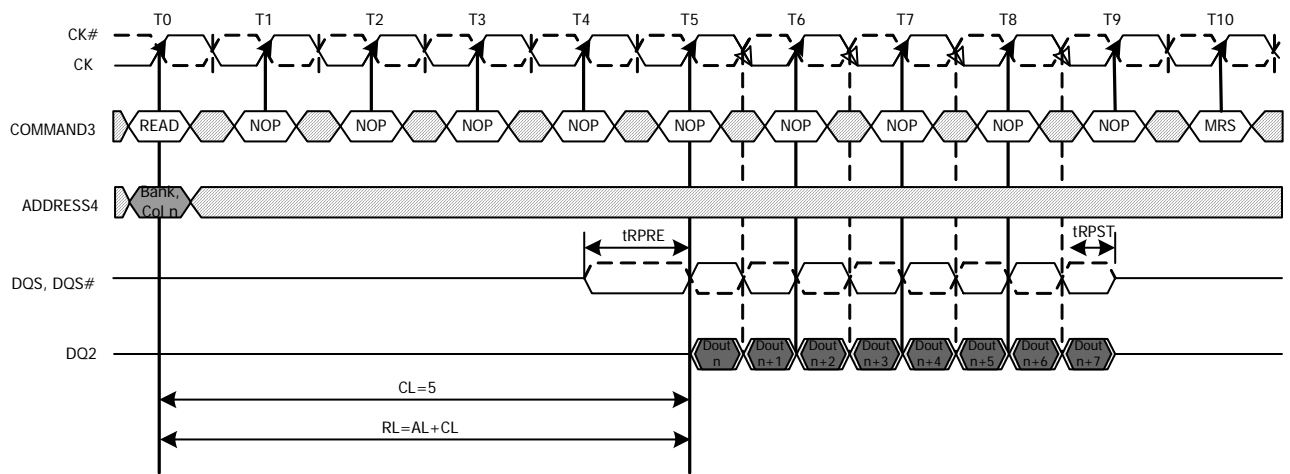 T0 T1 T2 T3 T4 T5 T6 T7 T8 T9 T10
CK#
CK
COMMAND3 READ NOP NOP NOP NOP NOP NOP NOP NOP NOP MRS
Bank,
ADDRESS4 Col n
tRPRE tRPST
DQS, DQS#
Dout Dout Dout Dout Dout Dout Dout Dout
DQ2 n n+1 n+2 n+3 n+4 n+5 n+6 n+7
CL=5
RL=AL+CL